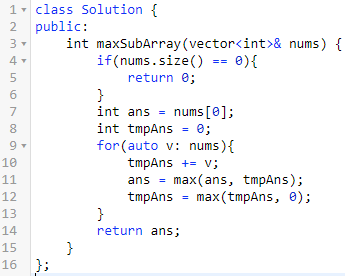 1 class Solution {
2 public:
3     int maxSubArray(vector<int>& nums) {
4         if(nums.size() == 0){
5             return 0;
6         }
7         int ans = nums[0];
8         int tmpAns = 0;
9         for(auto v: nums){
10             tmpAns += v;
11             ans = max(ans, tmpAns);
12             tmpAns = max(tmpAns, 0);
13         }
14         return ans;
15     }
16 };